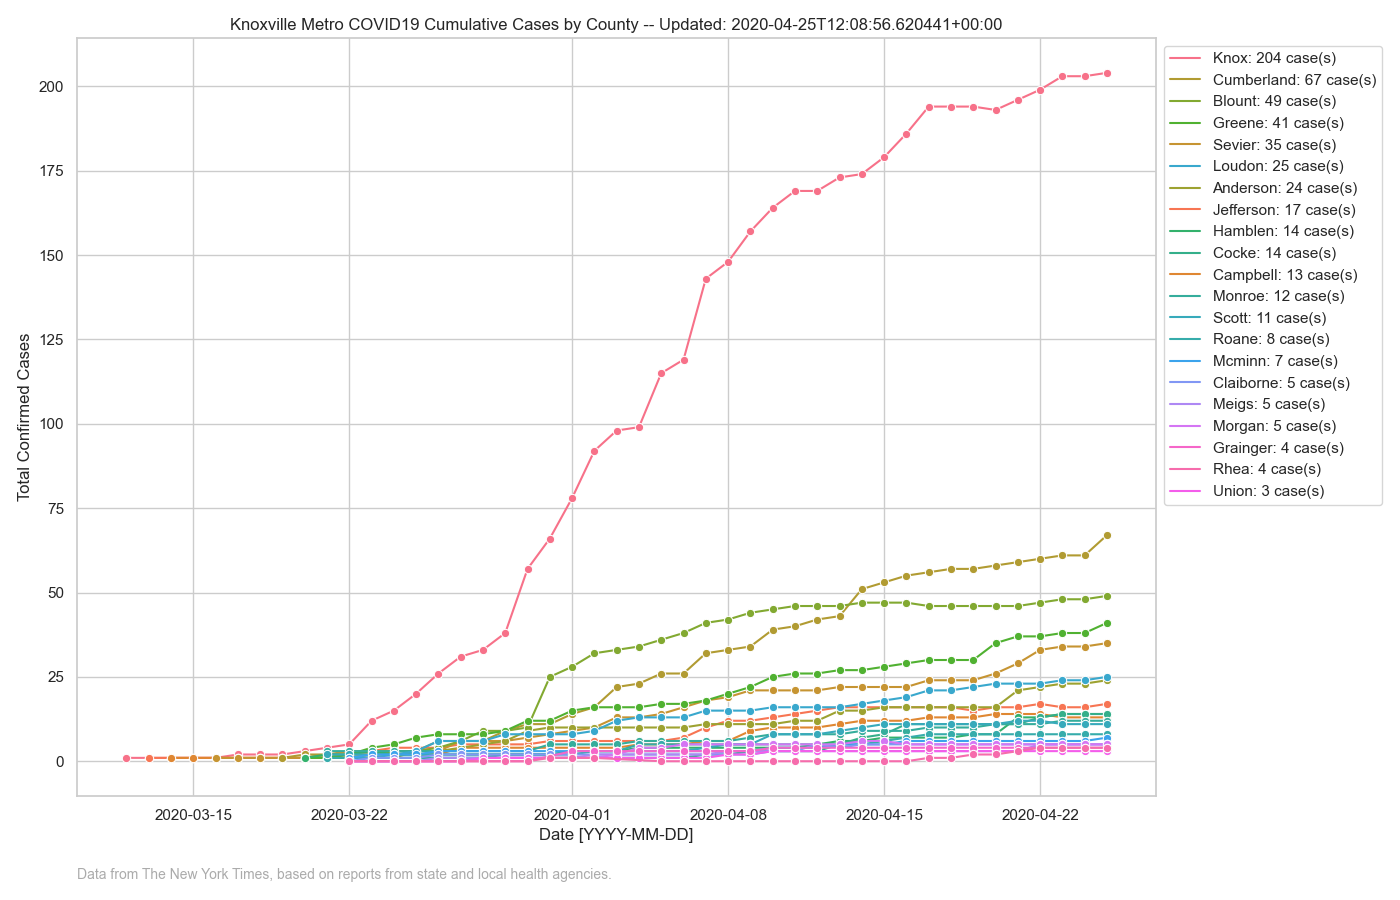 Knoxville Metro COVID19 Cumulative Cases by County -- Updated: 2020-04-25T12:08:56.620441+00:00
Total Confirmed Cases
200
175
150
125
100
75
50
25
0
2020-03-15
2020-03-22
2020-04-01
2020-04-08
2020-04-15
2020-04-22
Date [YYYY-MM-DD]
Knox: 204 case(s)
Cumberland: 67 case(s)
Blount: 49 case(s)
Greene: 41 case(s)
Sevier: 35 case(s)
Loudon: 25 case(s)
Anderson: 24 case(s)
Jefferson: 17 case(s)
Hamblen: 14 case(s)
Cocke: 14 case(s)
Campbell: 13 case(s)
Monroe: 12 case(s)
Scott: 11 case(s)
Roane: 8 case(s)
Mcminn: 7 case(s)
Claiborne: 5 case(s)
Meigs: 5 case(s)
Morgan: 5 case(s)
Grainger: 4 case(s)
Rhea: 4 case(s)
Union: 3 case(s)
Data from The New York Times, based on reports from state and local health agencies.